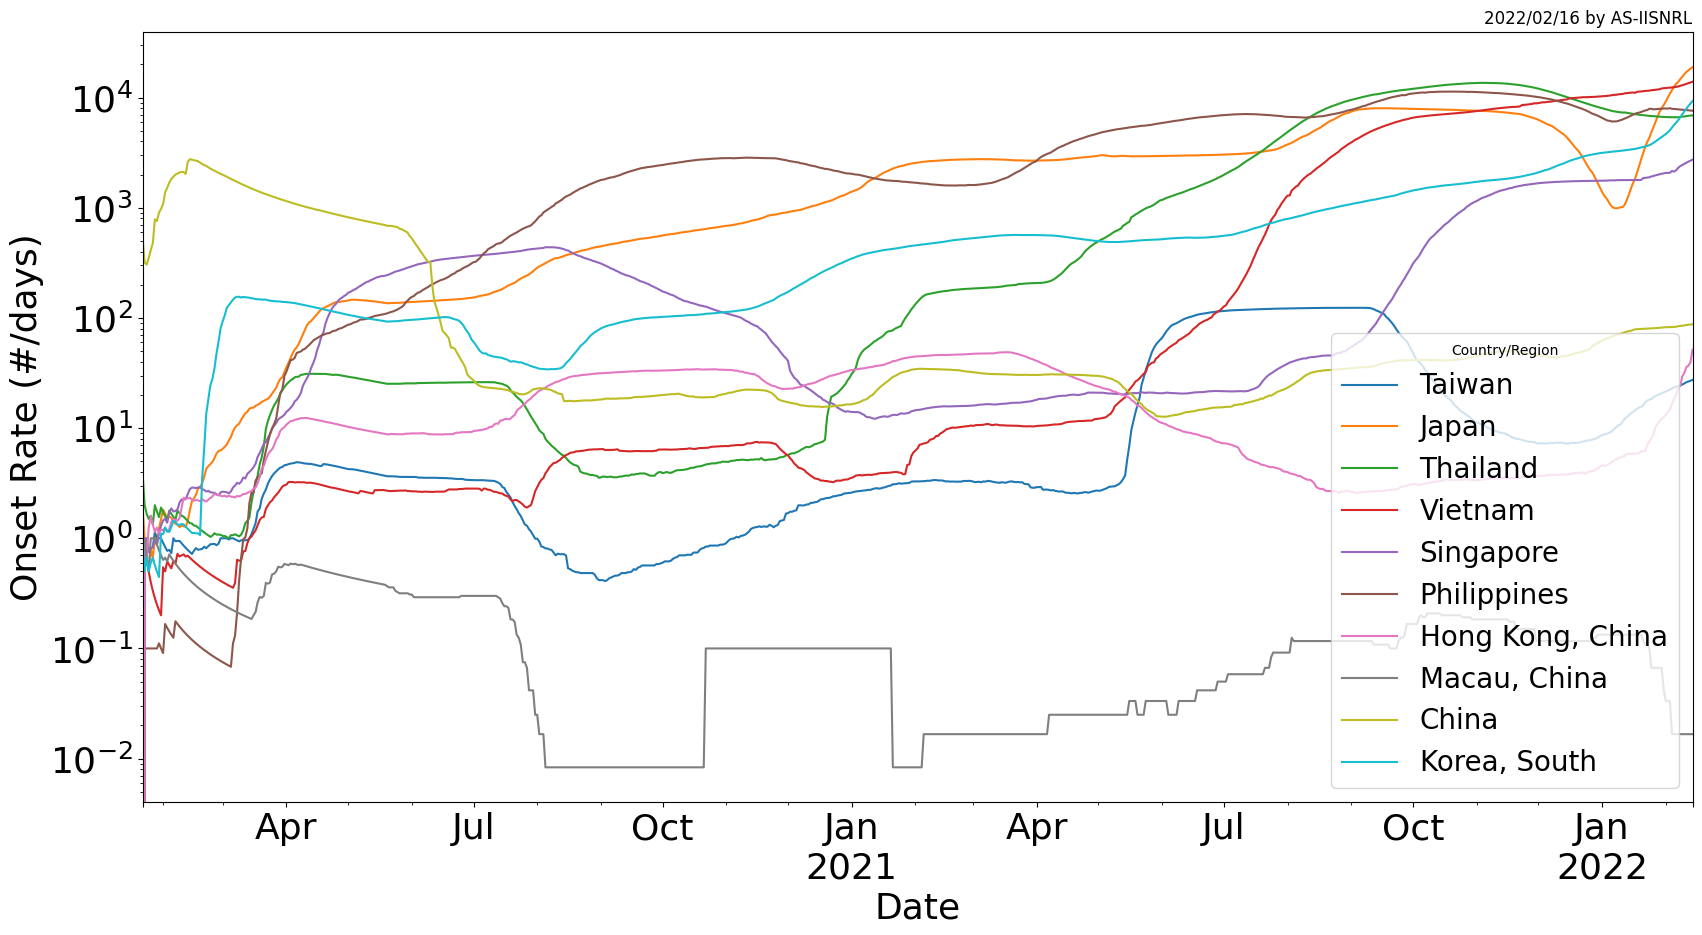 2022/02/16 by AS-IISNRL
Onset Rate (#/days)
10^4
10^3
10^2
10^1
10^0
10^−1
10^−2
Country/Region
Taiwan
Japan
Thailand
Vietnam
Singapore
Philippines
Hong Kong, China
Macau, China
China
Korea, South
Apr Jul Oct Jan Apr Jul Oct Jan
2021 2022
Date